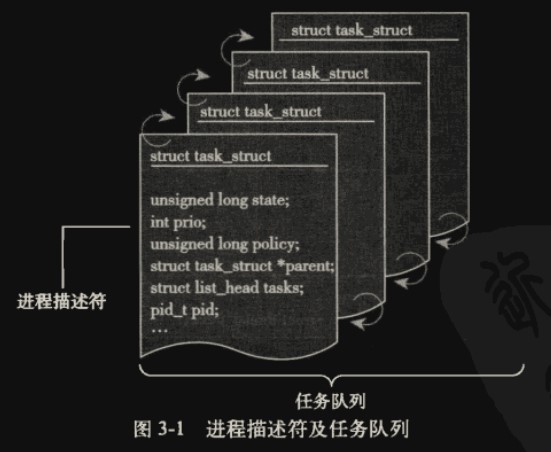 struct task_struct
struct task_struct
struct task_struct
struct task_struct
unsigned long state;
int prio;
unsigned long policy;
struct task_struct *parent;
struct list_head tasks;
pid_t pid;
…
进程描述符
任务队列
图 3-1 进程描述符及任务队列